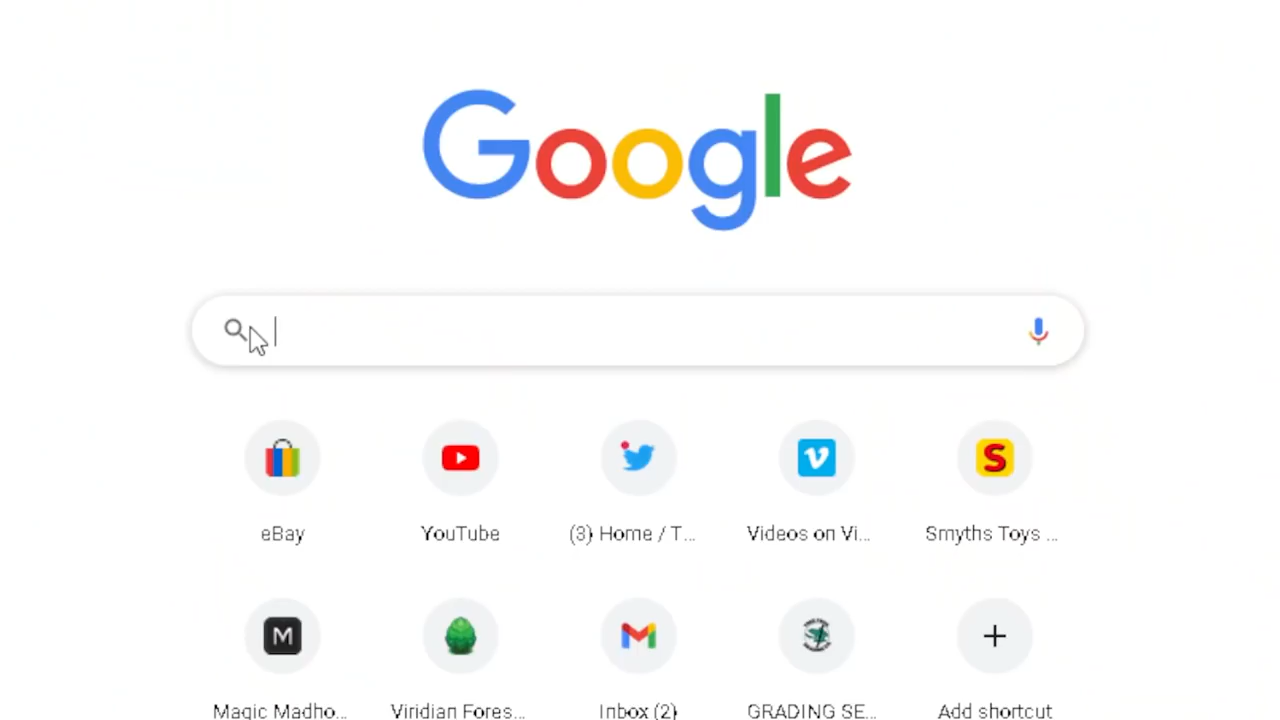 Google
eBay
YouTube
(3) Home / T...
Videos on Vi...
Smyths Toys ...
Magic Madho...
Viridian Fores...
Inbox (2)
GRADING SE...
Add shortcut